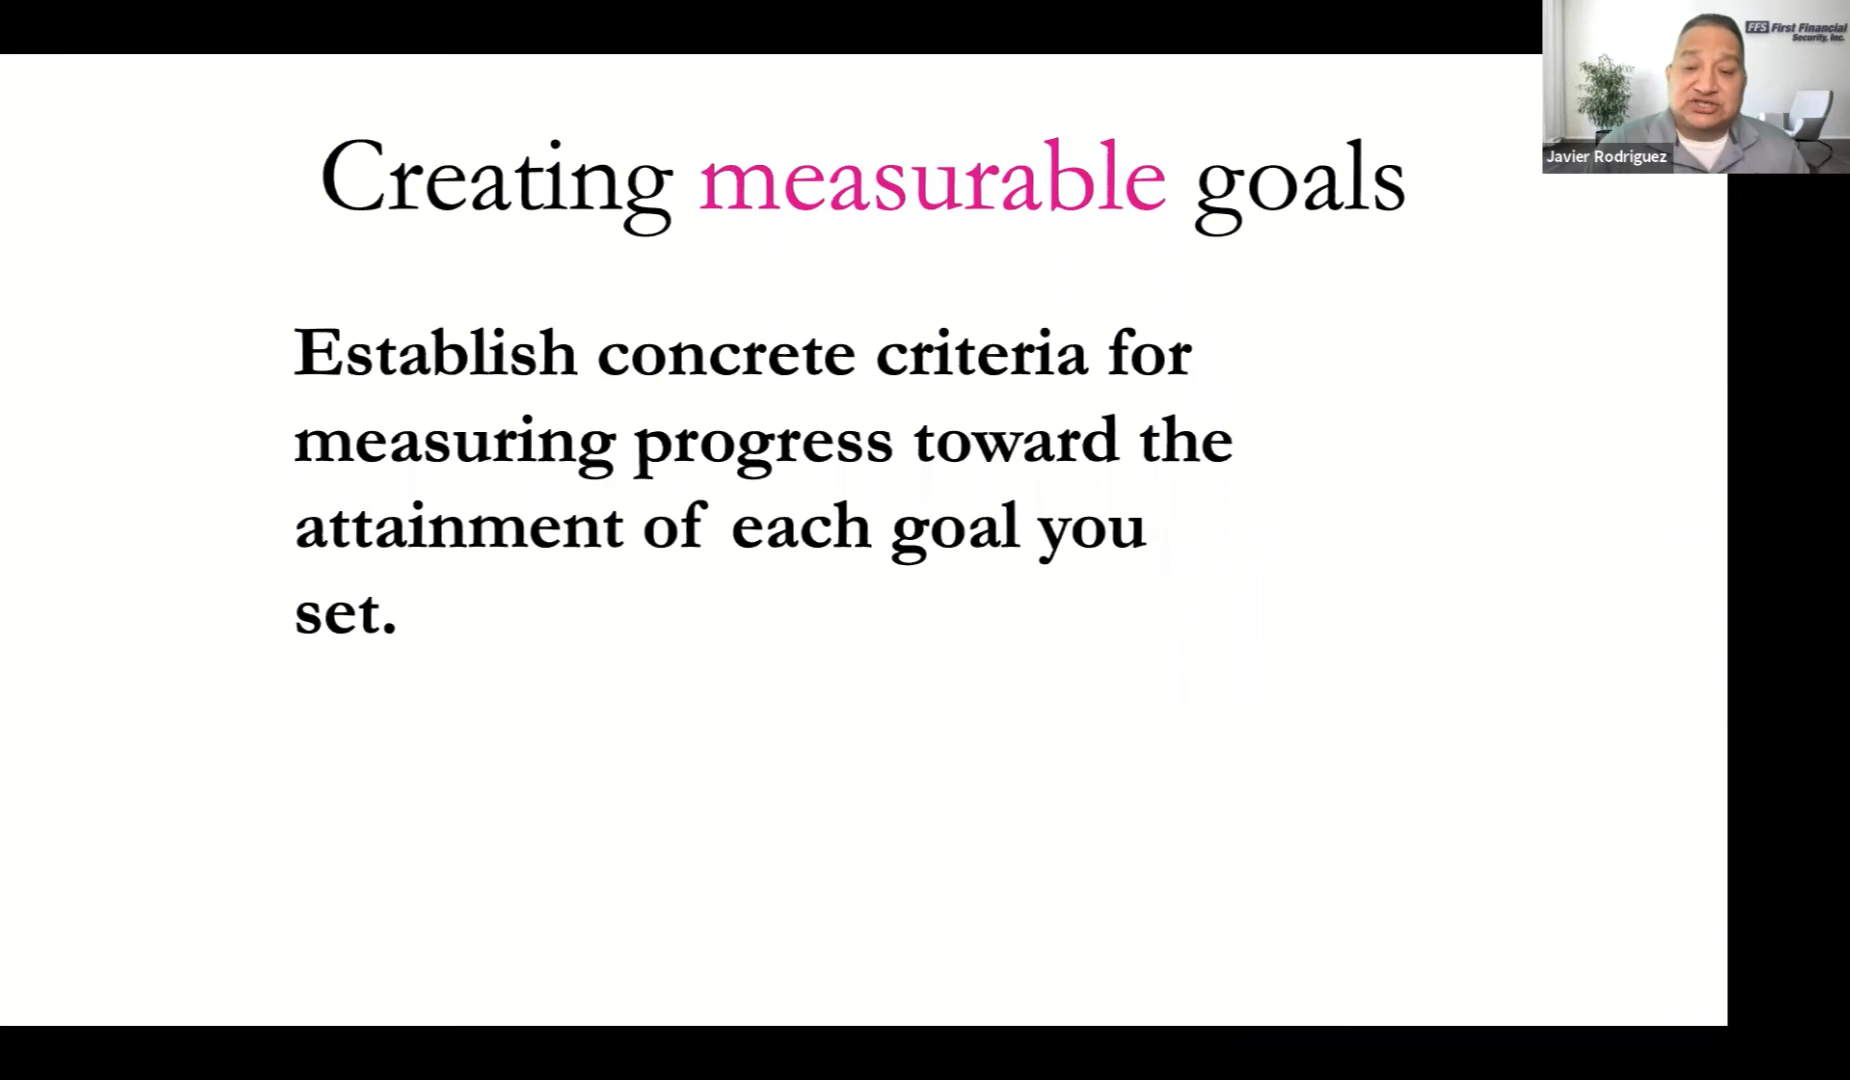 FFS First Financial
Security, Inc.
Javier Rodriguez
Creating measurable goals
Establish concrete criteria for
measuring progress toward the
attainment of each goal you
set.